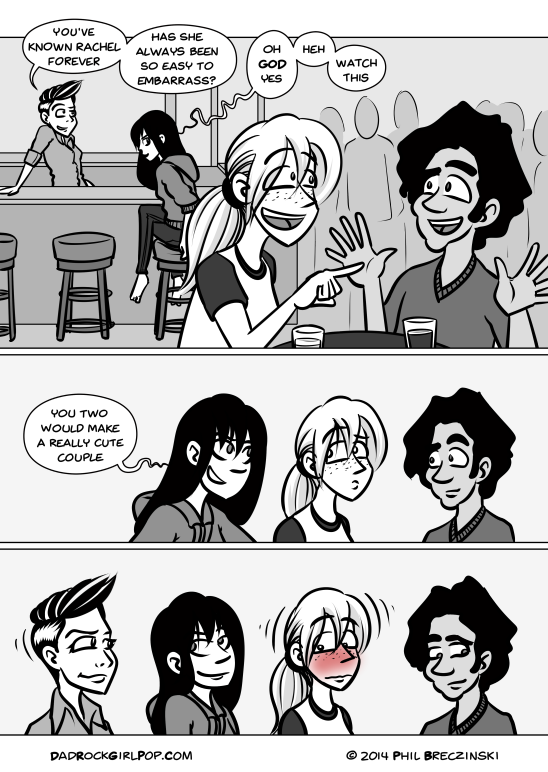 YOU'VE
KNOWN RACHEL
FOREVER
HAS SHE
ALWAYS BEEN
SO EASY TO
EMBARRASS?
OH
GOD
YES
HEH
WATCH
THIS
YOU TWO
WOULD MAKE
A REALLY CUTE
COUPLE
DADROCKGIRLPOP.COM
© 2014 PHIL BRECZINSKI